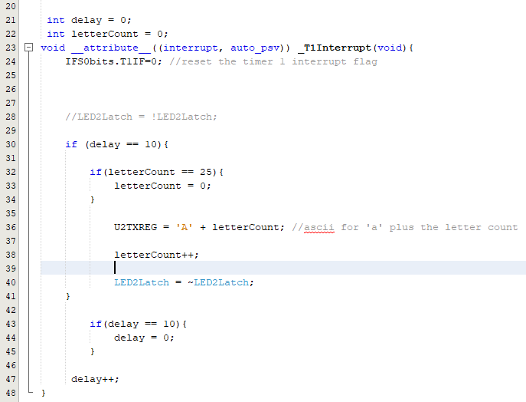 20
21 int delay = 0;
22 int letterCount = 0;
23 void __attribute__((interrupt, auto_psv)) _T1Interrupt(void){
24 IFS0bits.T1IF=0; //reset the timer 1 interrupt flag
25
26
27
28 //LED2Latch = !LED2Latch;
29
30 if (delay == 10){
31
32 if(letterCount == 25){
33 letterCount = 0;
34 }
35
36 U2TXREG = 'A' + letterCount; //ascii for 'a' plus the letter count
37
38 letterCount++;
39
40 LED2Latch = ~LED2Latch;
41 }
42
43 if(delay == 10){
44 delay = 0;
45 }
46
47 delay++;
48 }